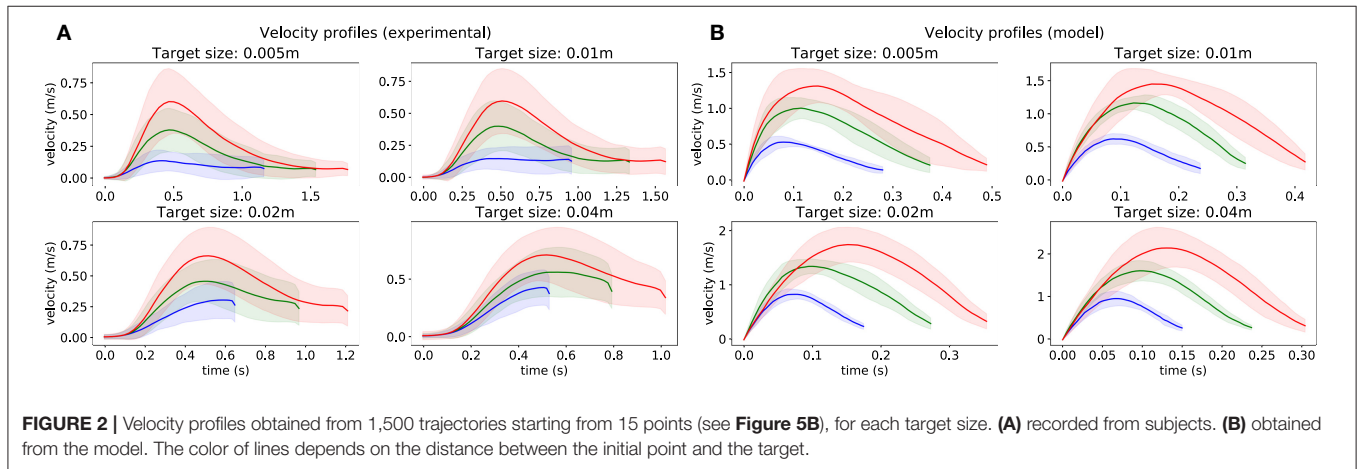 A
Velocity profiles (experimental)
B
Velocity profiles (model)
Target size: 0.005m
Target size: 0.01m
Target size: 0.005m
Target size: 0.01m
velocity (m/s)
0.75
0.50
0.25
0.00
0.0 0.5 1.0 1.5
0.75
0.50
0.25
0.00
0.00 0.25 0.50 0.75 1.00 1.25 1.50
velocity (m/s)
1.5
1.0
0.5
0.0
0.0 0.1 0.2 0.3 0.4 0.5
1.5
1.0
0.5
0.0
0.0 0.1 0.2 0.3 0.4
Target size: 0.02m
Target size: 0.04m
Target size: 0.02m
Target size: 0.04m
velocity (m/s)
0.75
0.50
0.25
0.00
0.0 0.2 0.4 0.6 0.8 1.0 1.2
time (s)
0.5
0.0
0.0 0.2 0.4 0.6 0.8 1.0
time (s)
velocity (m/s)
2
1
0
0.0 0.1 0.2 0.3
time (s)
2
1
0
0.00 0.05 0.10 0.15 0.20 0.25 0.30
time (s)
FIGURE 2 | Velocity profiles obtained from 1,500 trajectories starting from 15 points (see Figure 5B), for each target size. (A) recorded from subjects. (B) obtained
from the model. The color of lines depends on the distance between the initial point and the target.